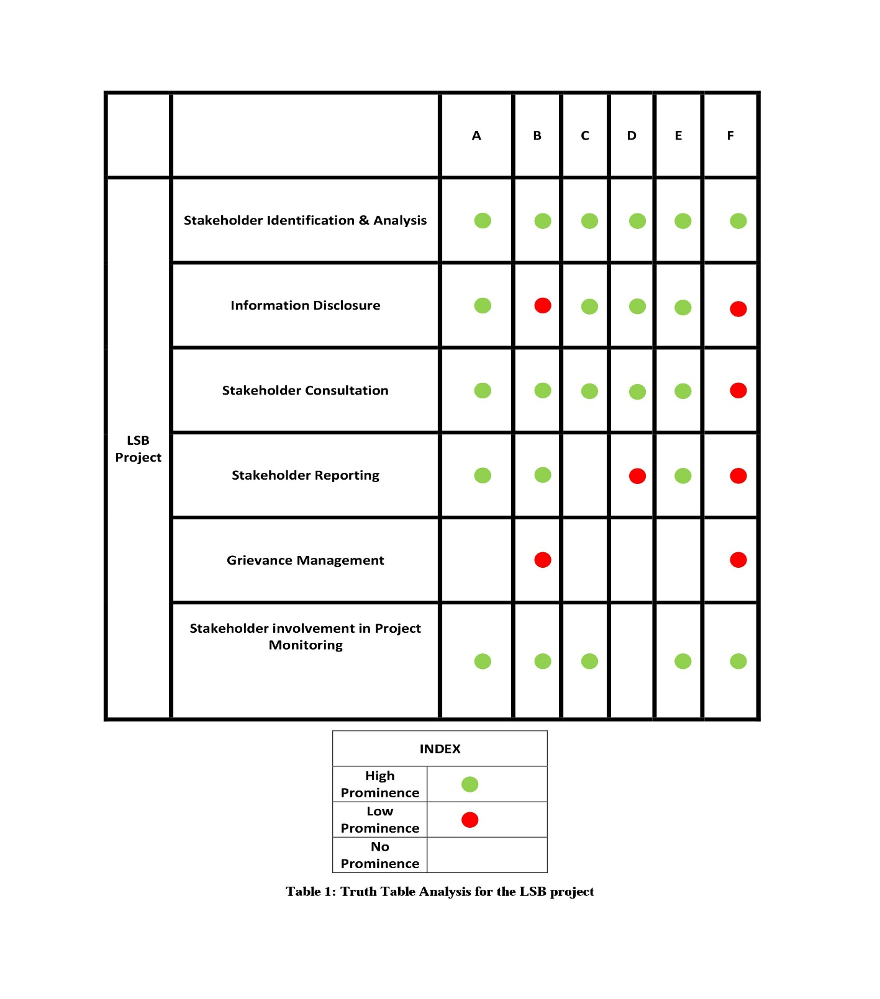 A B C D E F
Stakeholder Identification & Analysis
Information Disclosure
Stakeholder Consultation
LSB
Project
Stakeholder Reporting
Grievance Management
Stakeholder involvement in Project
Monitoring
INDEX
High
Prominence
Low
Prominence
No
Prominence
Table 1: Truth Table Analysis for the LSB project